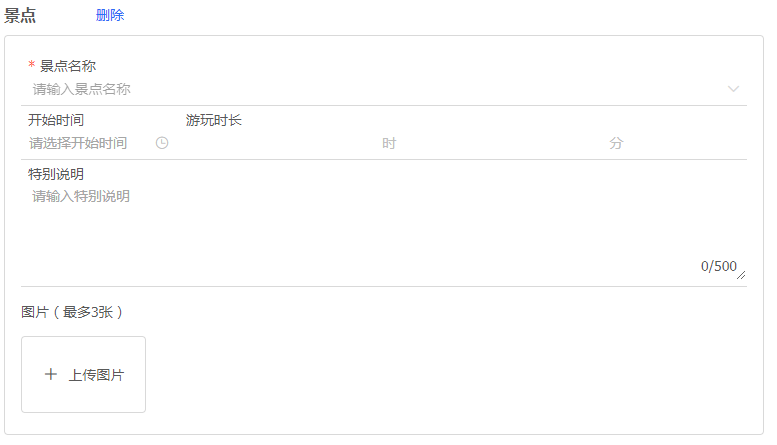 景点 删除
* 景点名称
请输入景点名称
开始时间 游玩时长
请选择开始时间 时 分
特别说明
请输入特别说明
0/500
图片（最多3张）
+ 上传图片